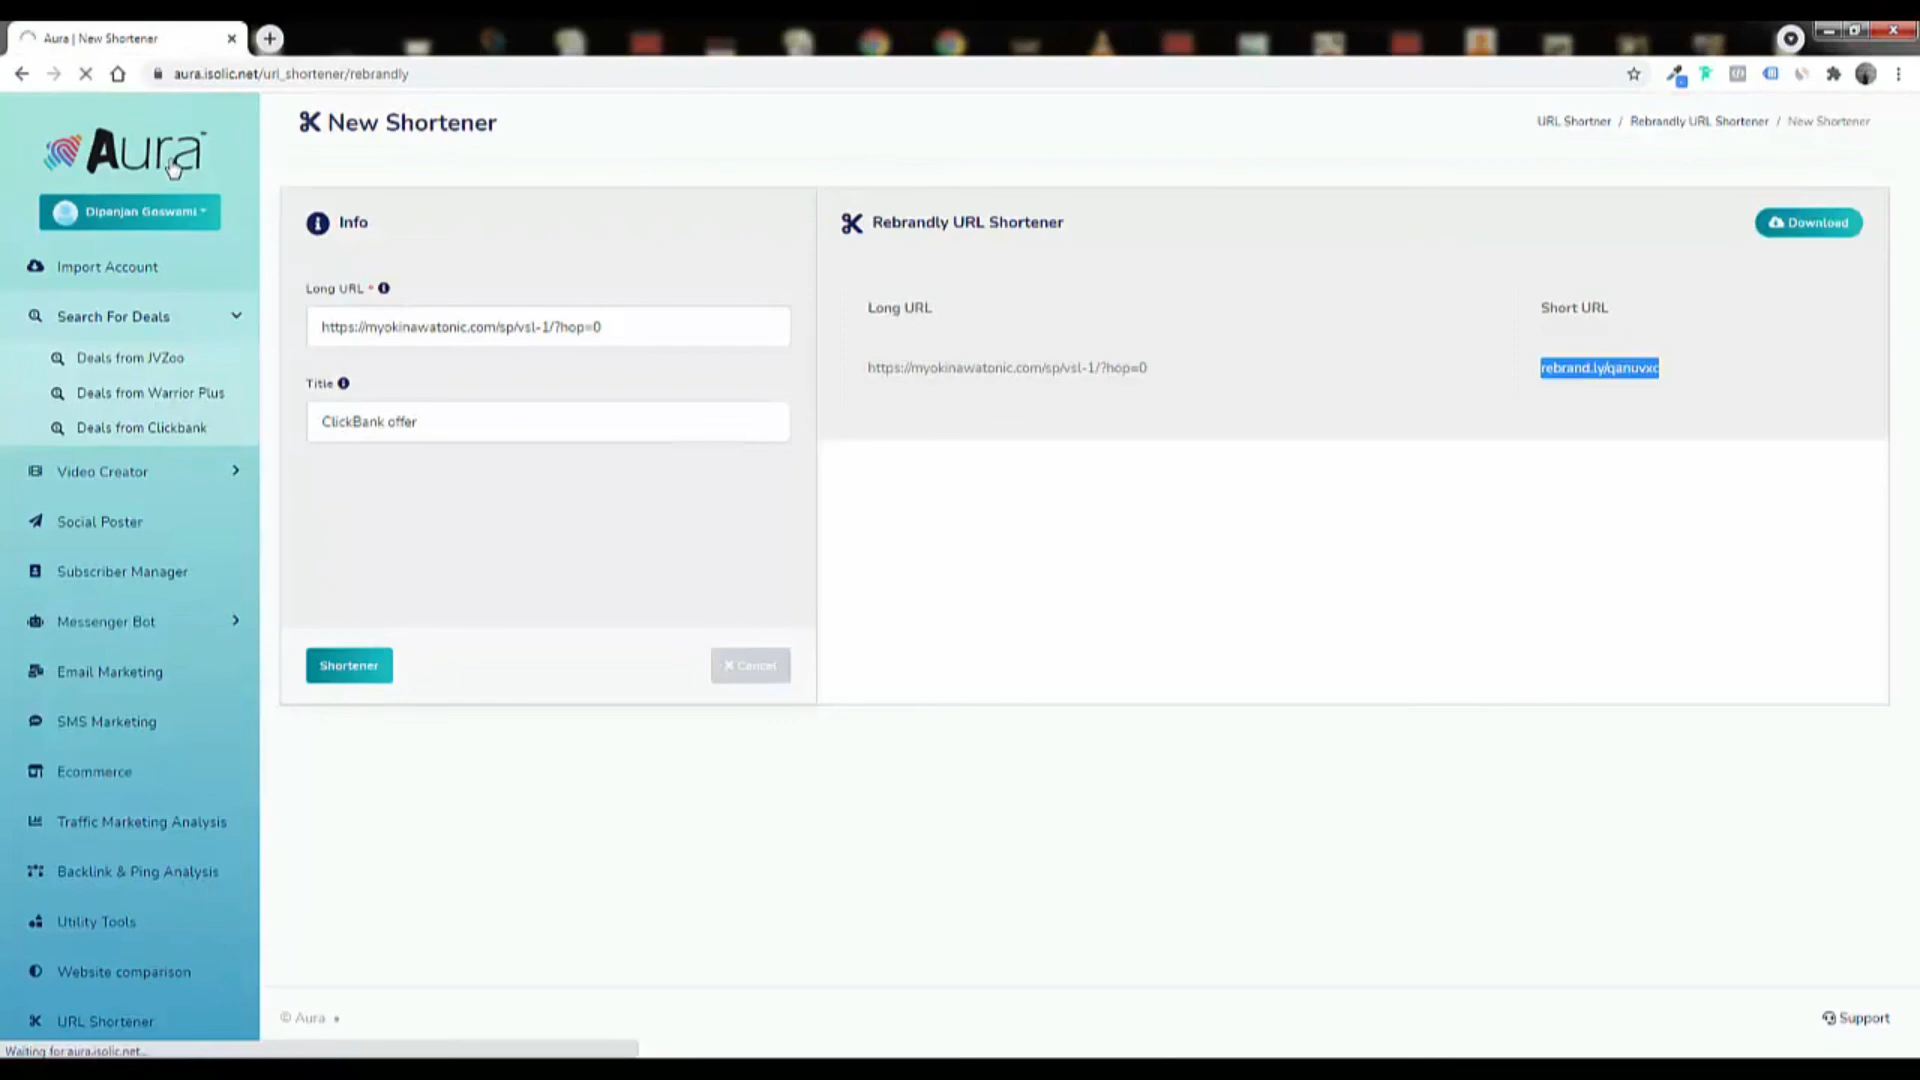 Aura | New Shortener
aura.isolic.net/url_shortener/rebrandly
Aura
Dipanjan Goswami
Import Account
Search For Deals
Deals from JVZoo
Deals from Warrior Plus
Deals from Clickbank
Video Creator
Social Poster
Subscriber Manager
Messenger Bot
Email Marketing
SMS Marketing
Ecommerce
Traffic Marketing Analysis
Backlink & Ping Analysis
Utility Tools
Website comparison
URL Shortener
Waiting for aura.isolic.net...
New Shortener
URL Shortner / Rebrandly URL Shortener / New Shortener
Info
Long URL *
https://myokinawatonic.com/sp/vsl-1/?hop=0
Title
ClickBank offer
Shortener
Cancel
Rebrandly URL Shortener
Download
Long URL
Short URL
https://myokinawatonic.com/sp/vsl-1/?hop=0
rebrand.ly/qanuvxc
© Aura •
Support